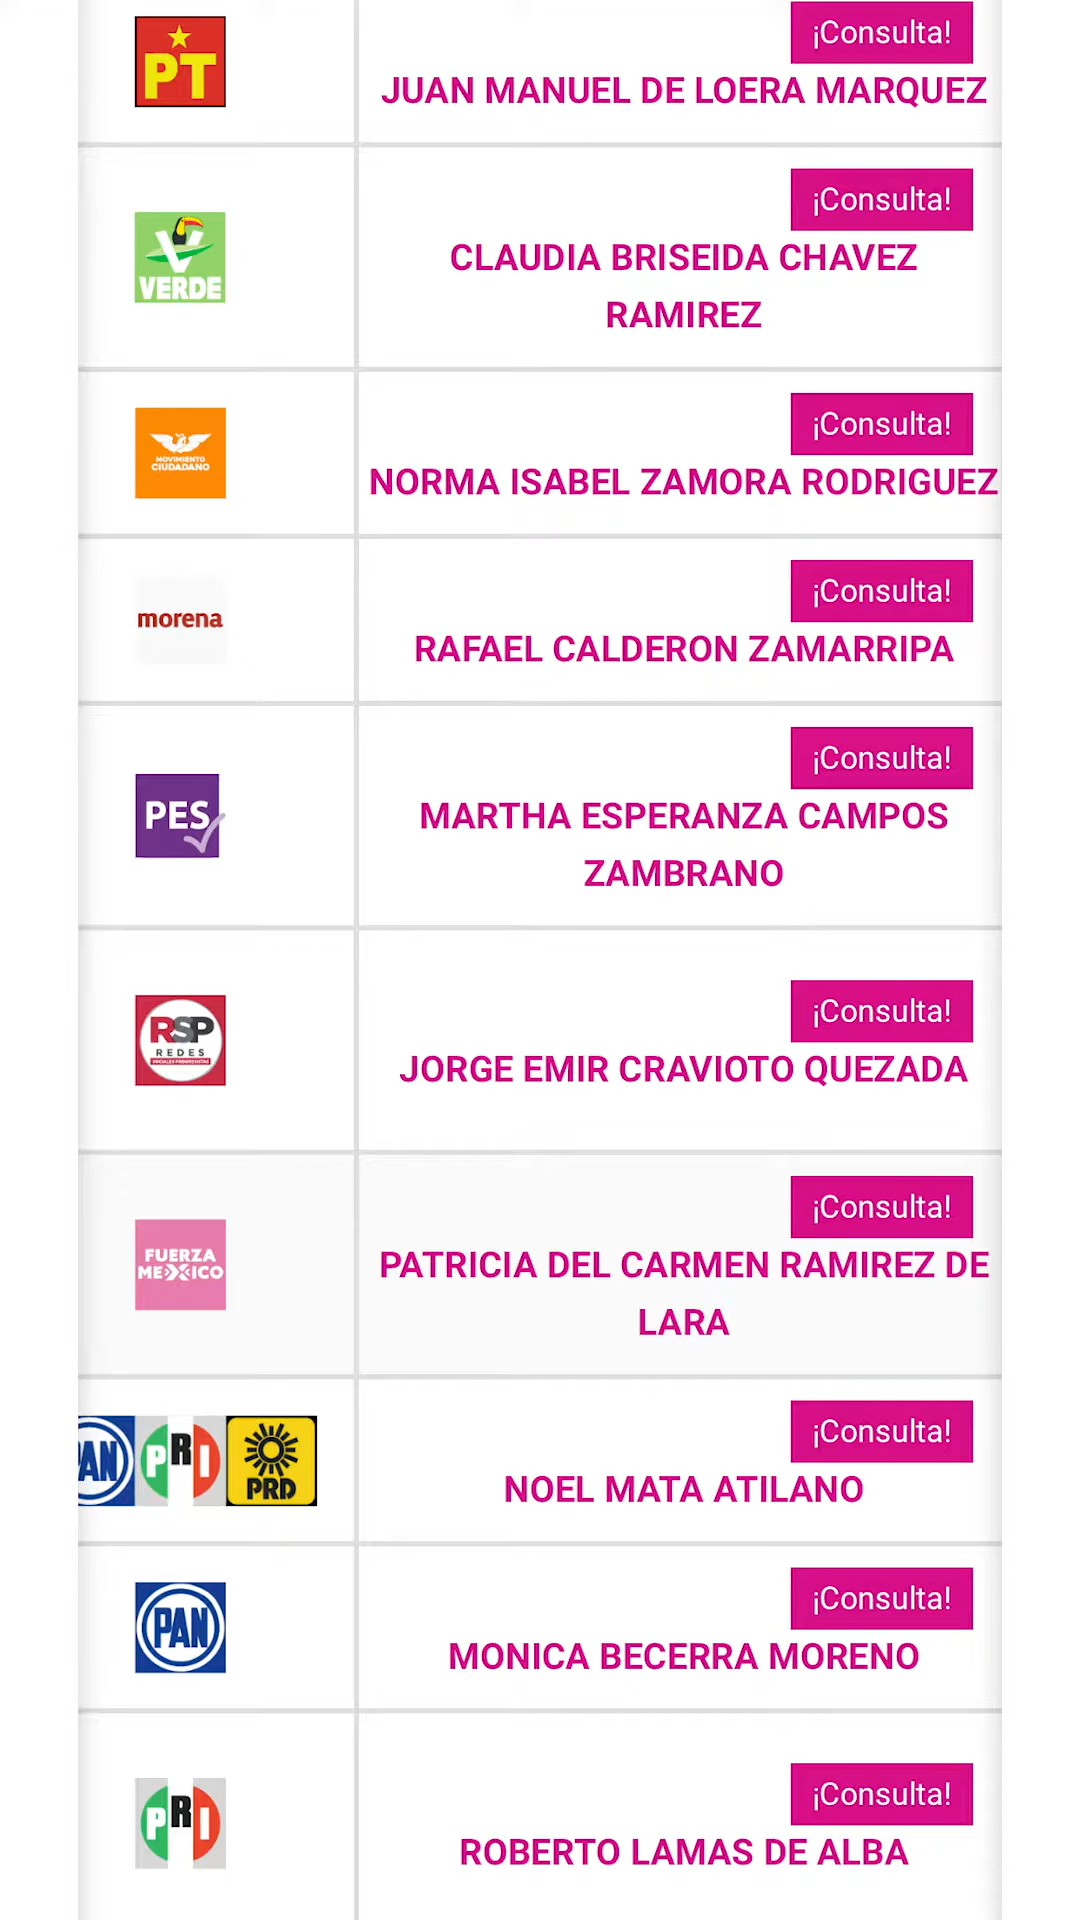 PT
¡Consulta!
JUAN MANUEL DE LOERA MARQUEZ
VERDE
¡Consulta!
CLAUDIA BRISEIDA CHAVEZ
RAMIREZ
MOVIMIENTO
CIUDADANO
¡Consulta!
NORMA ISABEL ZAMORA RODRIGUEZ
morena
¡Consulta!
RAFAEL CALDERON ZAMARRIPA
PES
¡Consulta!
MARTHA ESPERANZA CAMPOS
ZAMBRANO
RSP
REDES
SOCIALES PROGRESISTAS
¡Consulta!
JORGE EMIR CRAVIOTO QUEZADA
FUERZA
MEXICO
¡Consulta!
PATRICIA DEL CARMEN RAMIREZ DE
LARA
PAN PRI PRD
¡Consulta!
NOEL MATA ATILANO
PAN
¡Consulta!
MONICA BECERRA MORENO
PRI
¡Consulta!
ROBERTO LAMAS DE ALBA